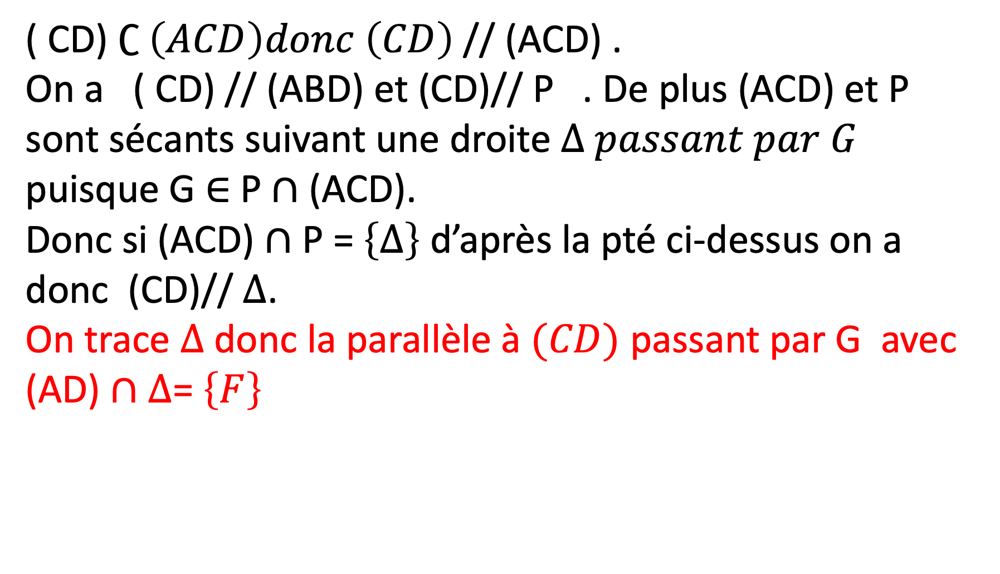 ( CD) ⊂ (ACD)donc (CD) // (ACD) .
On a ( CD) // (ABD) et (CD)// P . De plus (ACD) et P
sont sécants suivant une droite Δ passant par G
puisque G ∈ P ∩ (ACD).
Donc si (ACD) ∩ P = {Δ} d’après la pté ci-dessus on a
donc (CD)// Δ.
On trace Δ donc la parallèle à (CD) passant par G avec
(AD) ∩ Δ= {F}